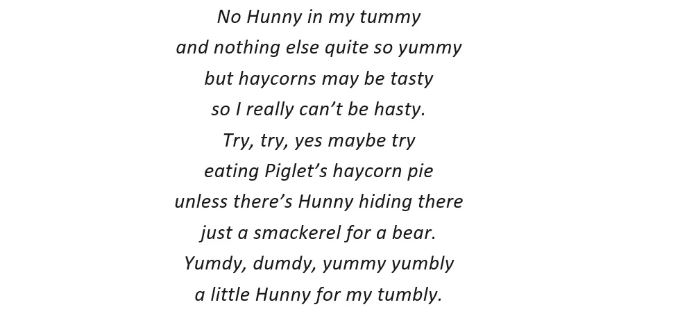 No Hunny in my tummy
and nothing else quite so yummy
but haycorns may be tasty
so I really can’t be hasty.
Try, try, yes maybe try
eating Piglet’s haycorn pie
unless there’s Hunny hiding there
just a smackerel for a bear.
Yumdy, dumdy, yummy yumbly
a little Hunny for my tumbly.